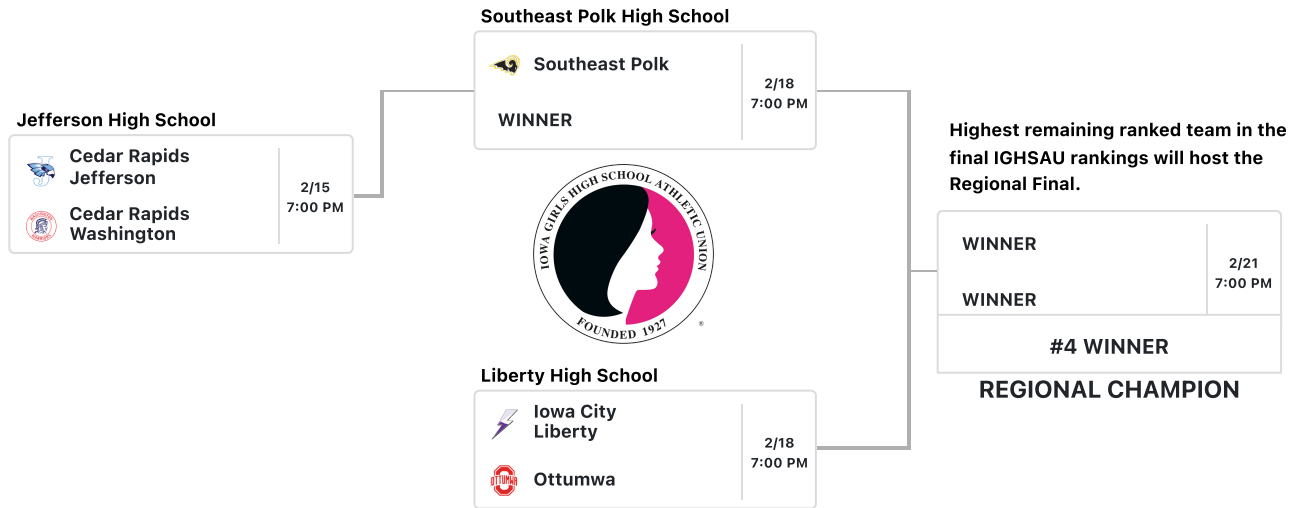 Southeast Polk High School
Southeast Polk
WINNER
2/18
7:00 PM
Jefferson High School
Cedar Rapids
Jefferson
Cedar Rapids
Washington
2/15
7:00 PM
IOWA GIRLS HIGH SCHOOL ATHLETIC UNION
FOUNDED 1927
®
Liberty High School
Iowa City
Liberty
OTTUMWA
Ottumwa
2/18
7:00 PM
Highest remaining ranked team in the
final IGHSAU rankings will host the
Regional Final.
WINNER
WINNER
2/21
7:00 PM
#4 WINNER
REGIONAL CHAMPION